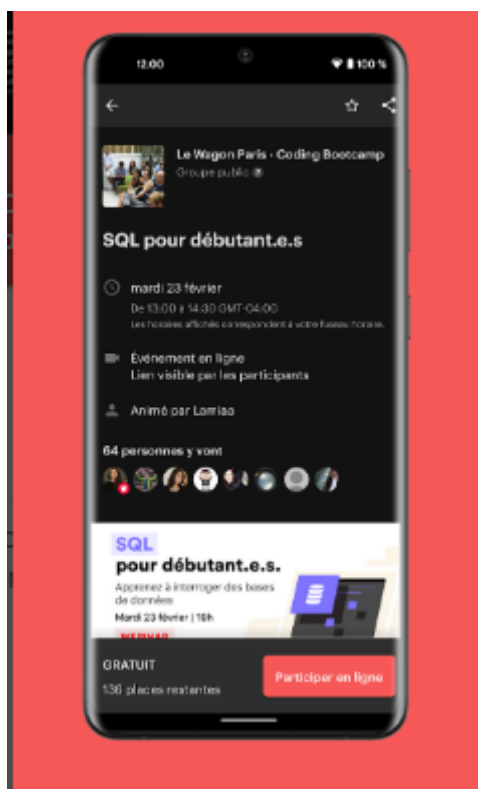 12:00
100 %
Le Wagon Paris - Coding Bootcamp
Groupe public
SQL pour débutant.e.s
mardi 23 février
De 13:00 à 14:30 GMT-04:00
Les horaires affichés correspondent à votre fuseau horaire.
Événement en ligne
Lien visible par les participants
Animé par Lamiaa
64 personnes y vont
SQL
pour débutant.e.s.
Apprenez à interroger des bases
de données
Mardi 23 février | 18h
WEBINAR
GRATUIT
136 places restantes
Participer en ligne